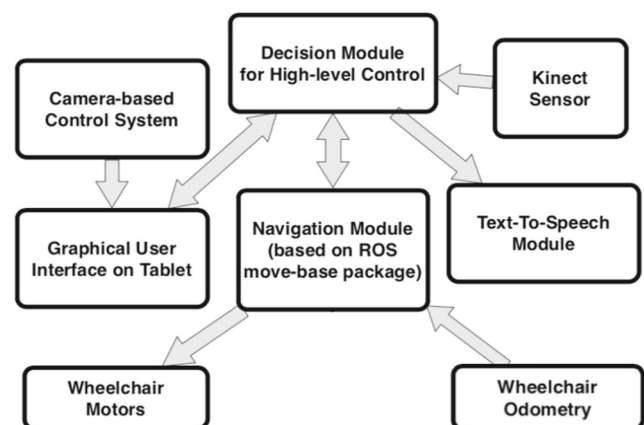 Decision Module
for High-level Control
Camera-based
Control System
Kinect
Sensor
Graphical User
Interface on Tablet
Navigation Module
(based on ROS
move-base package)
Text-To-Speech
Module
Wheelchair
Motors
Wheelchair
Odometry